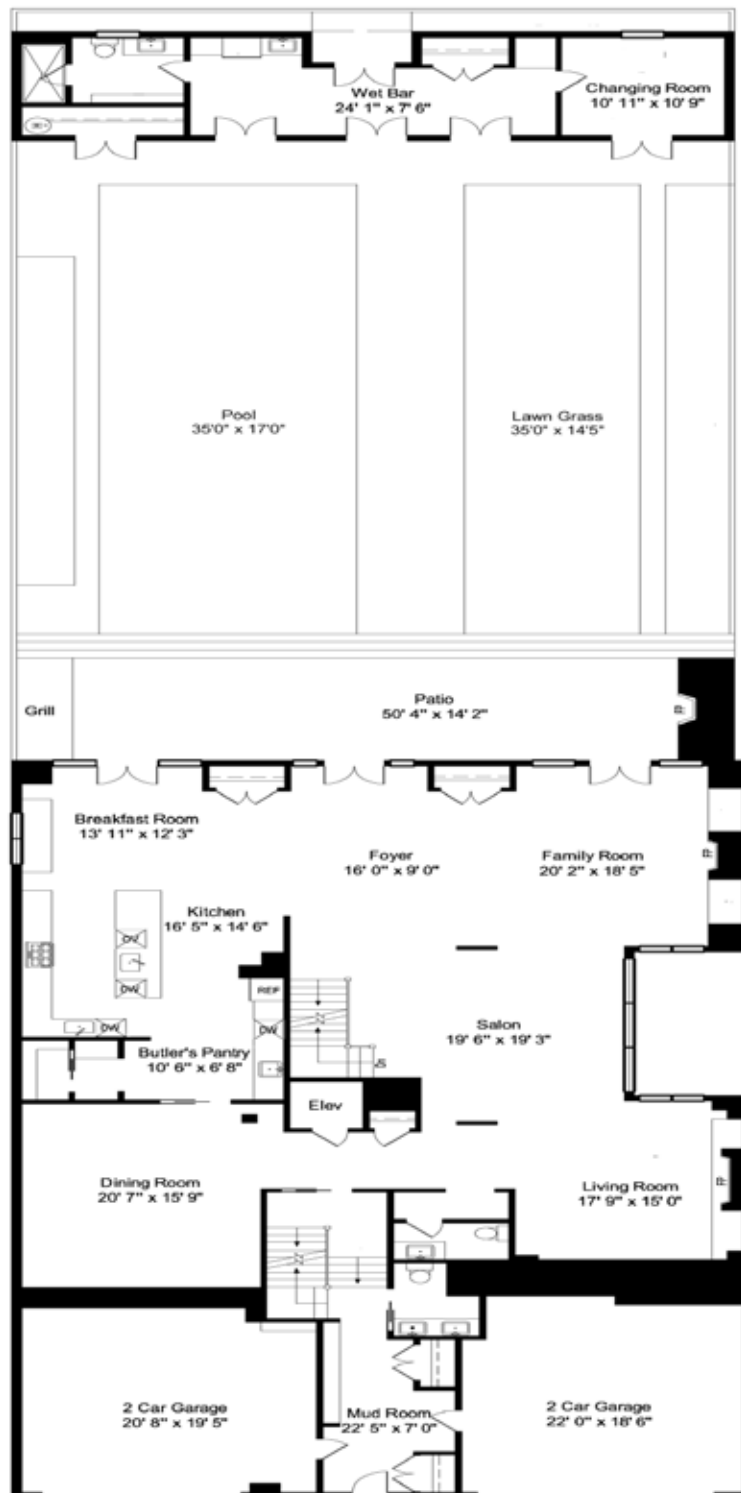 Wet Bar
24' 1" x 7' 6"
Changing Room
10' 11" x 10' 9"
Pool
35'0" x 17'0"
Lawn Grass
35'0" x 14'5"
Grill
Patio
50' 4" x 14' 2"
FP
Breakfast Room
13' 11" x 12' 3"
Foyer
16' 0" x 9' 0"
Family Room
20' 2" x 18' 5"
FP
Kitchen
16' 5" x 14' 6"
OV
DW
REF
DW
DW
Salon
19' 6" x 19' 3"
Butler's Pantry
10' 6" x 6' 8"
Dn
Elev
Dining Room
20' 7" x 15' 9"
Living Room
17' 9" x 15' 0"
FP
2 Car Garage
20' 8" x 19' 5"
Mud Room
22' 5" x 7' 0"
2 Car Garage
22' 0" x 18' 6"